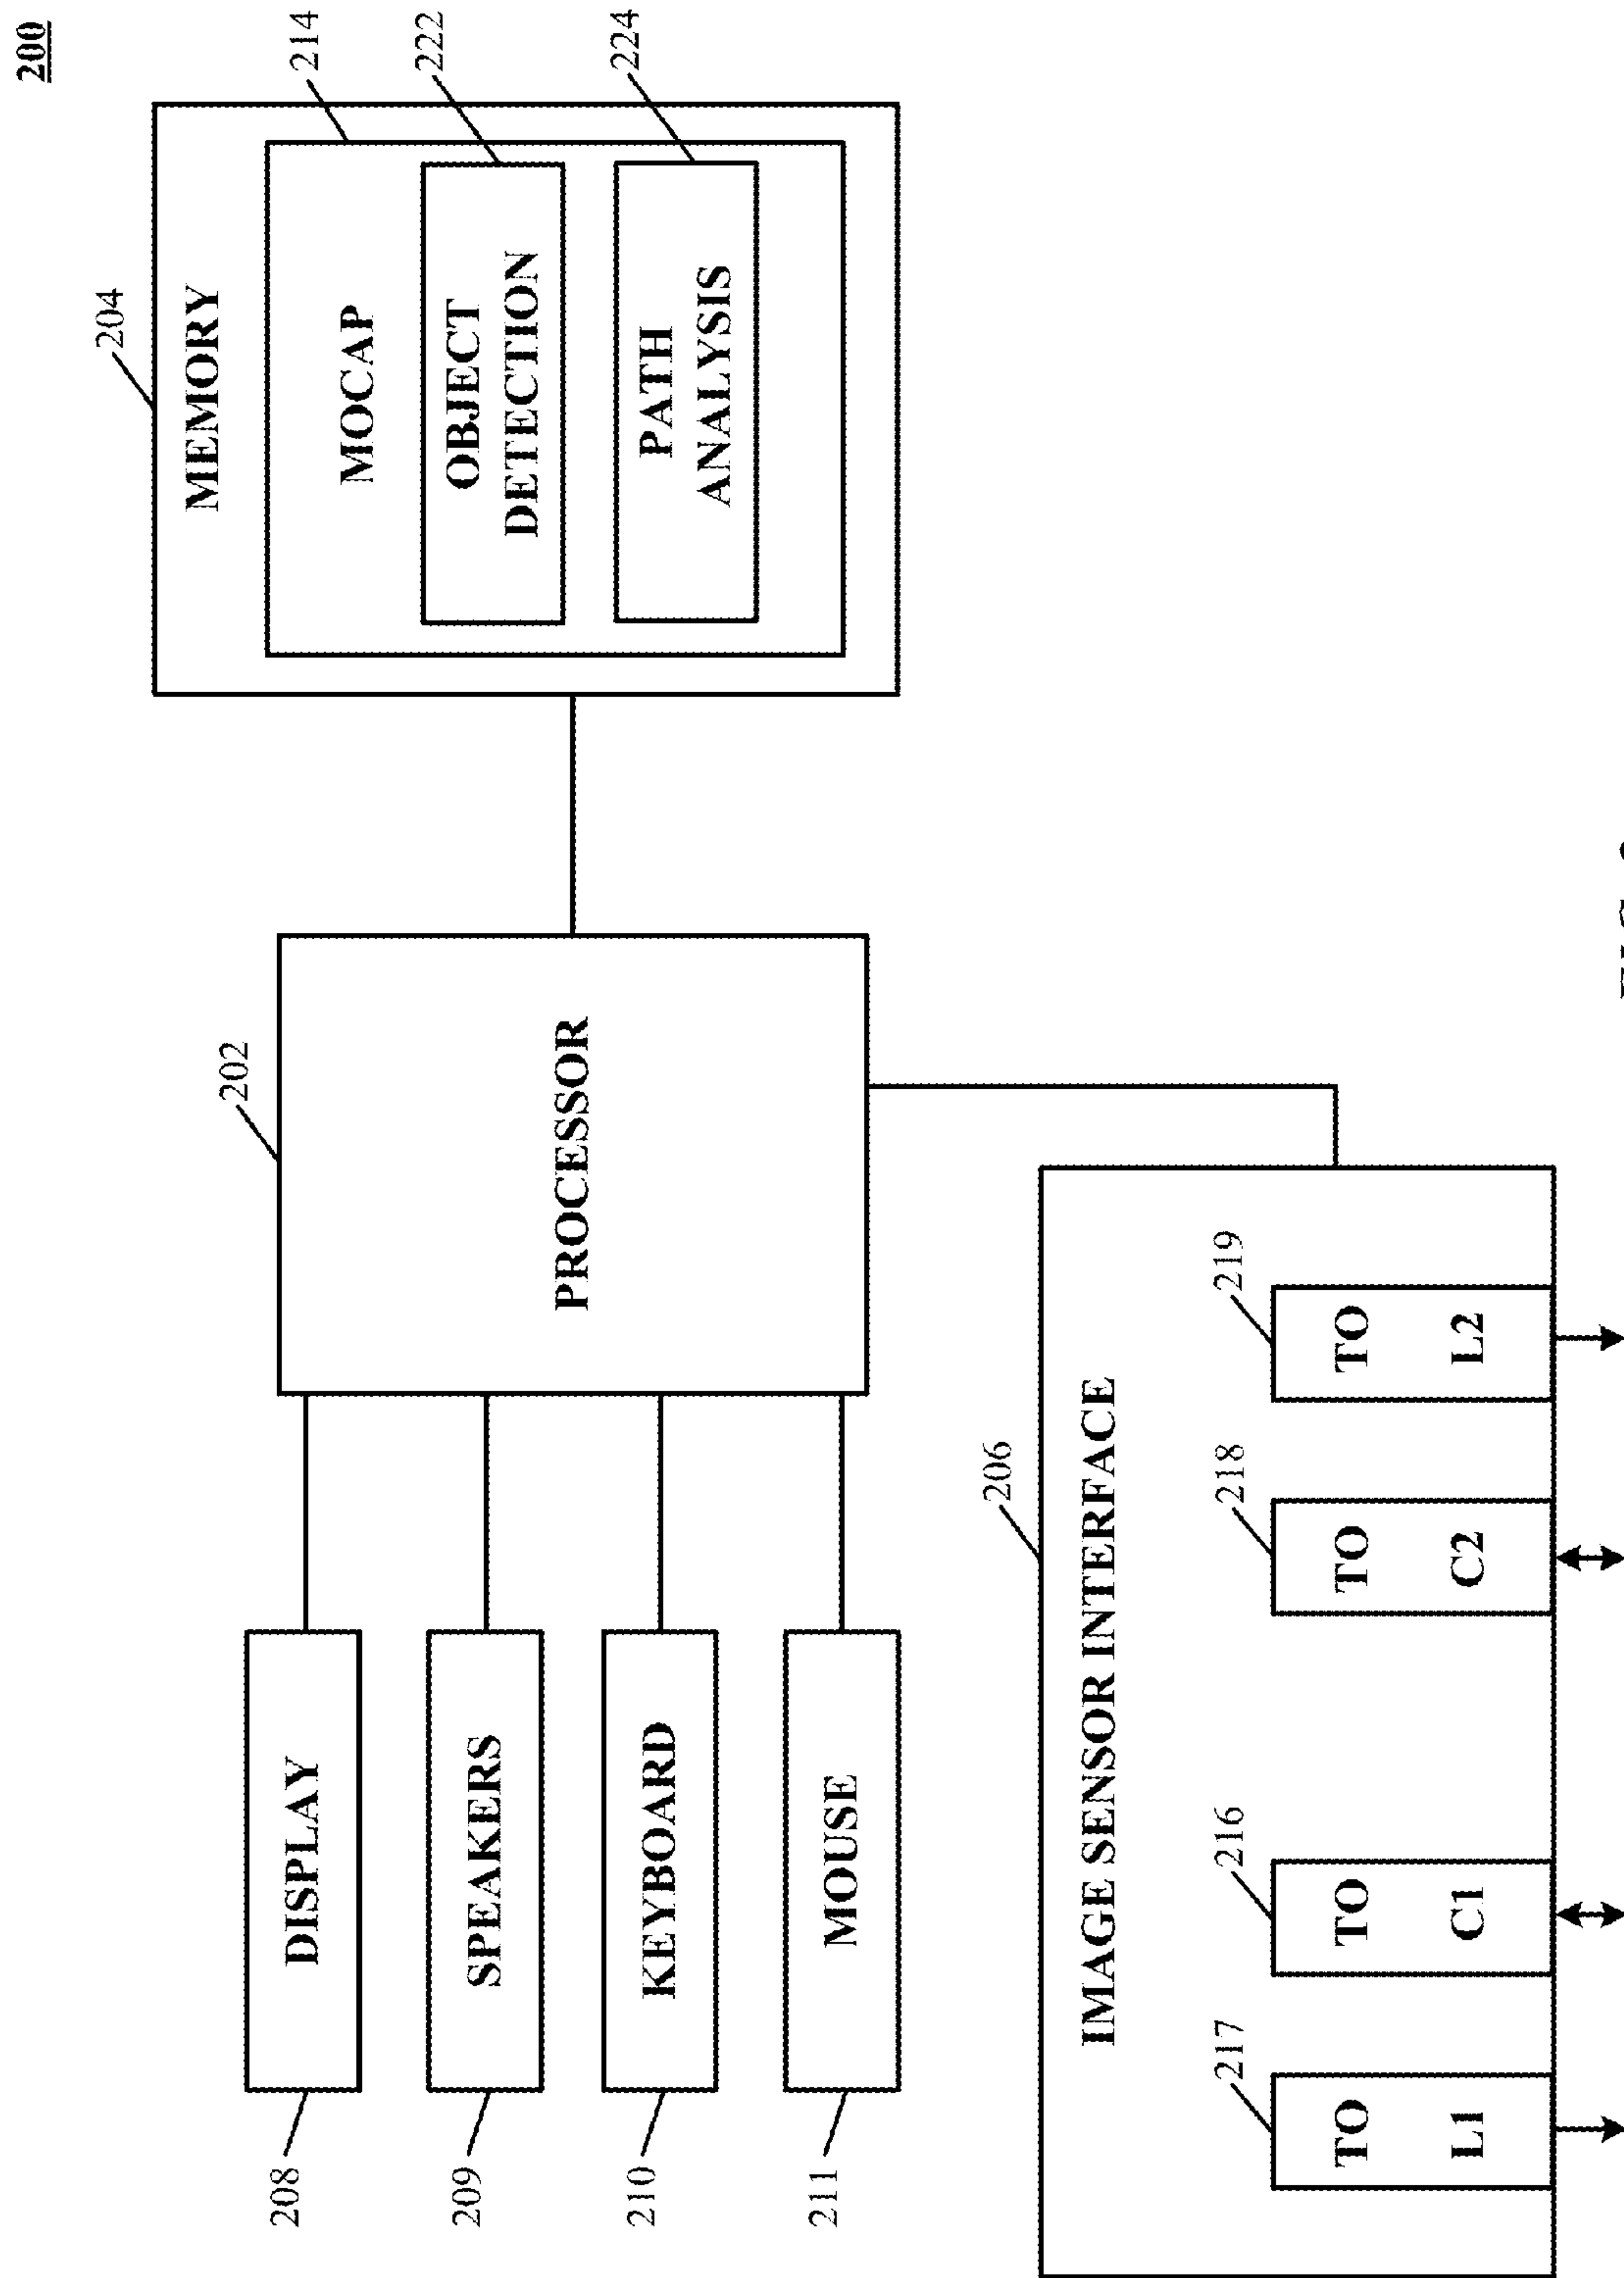 200
204
MEMORY
214
MOCAP
222
OBJECT
DETECTION
224
PATH
ANALYSIS
202
PROCESSOR
208
DISPLAY
209
SPEAKERS
210
KEYBOARD
211
MOUSE
206
IMAGE SENSOR INTERFACE
217
TO
L1
216
TO
C1
218
TO
C2
219
TO
L2